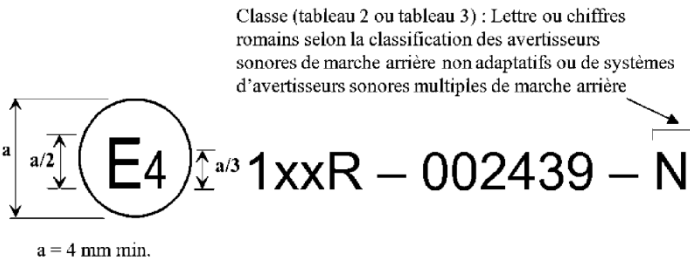 Classe (tableau 2 ou tableau 3) : Lettre ou chiffres
romains selon la classification des avertisseurs
sonores de marche arrière non adaptatifs ou de systèmes
d’avertisseurs sonores multiples de marche arrière
a
a/2
E4
a/3
1xxR – 002439 – N
a = 4 mm min.